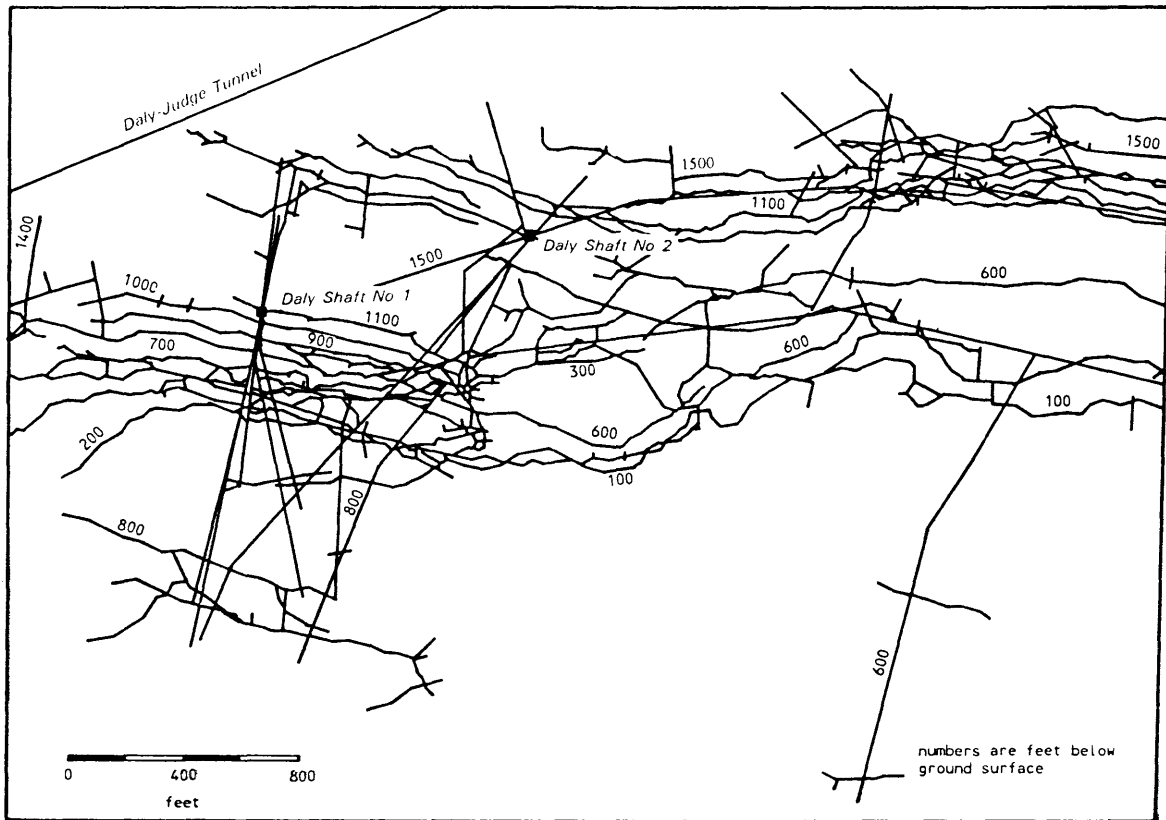 Daly-Judge Tunnel
1500
1500
1100
1400
Daly Shaft No 2
1500
600
1000
Daly Shaft No 1
1100
900
700
600
300
100
200
600
100
800
800
600
numbers are feet below
ground surface
0 400 800
feet